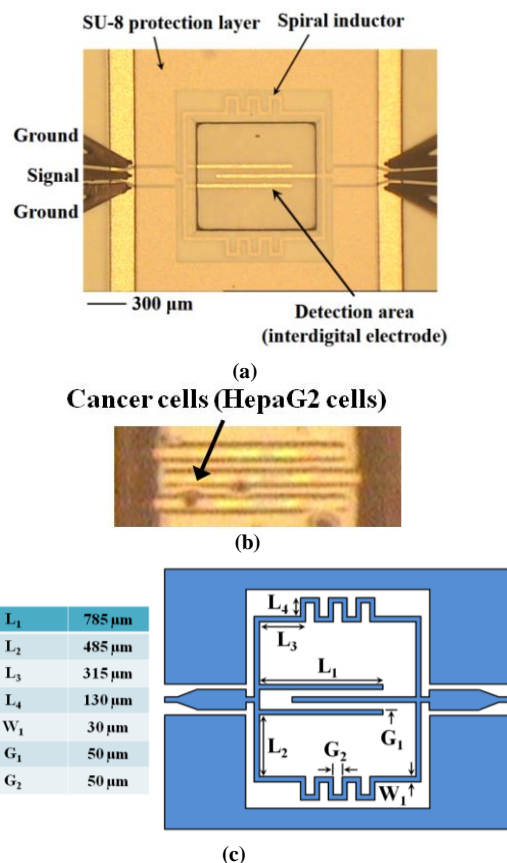 SU-8 protection layer
Spiral inductor
Ground
Signal
Ground
300 µm
Detection area
(interdigital electrode)
(a)
Cancer cells (HepaG2 cells)
(b)
L1 785 µm
L2 485 µm
L3 315 µm
L4 130 µm
W1 30 µm
G1 50 µm
G2 50 µm
L4
L3
L1
L2
G2
G1
W1
(c)